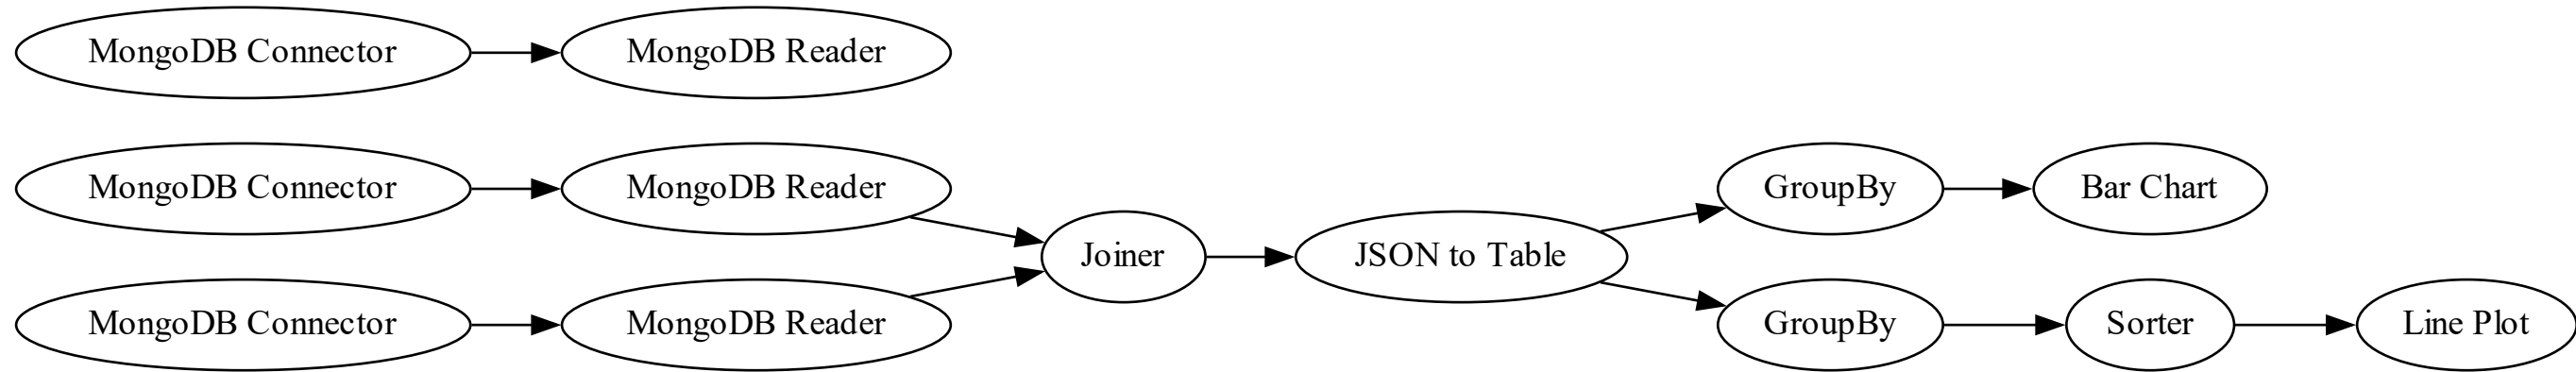 MongoDB Connector
MongoDB Reader
MongoDB Connector
MongoDB Reader
GroupBy
Bar Chart
Joiner
JSON to Table
MongoDB Connector
MongoDB Reader
GroupBy
Sorter
Line Plot